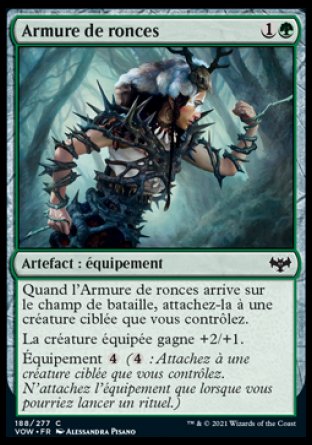 Armure de ronces 1
Artefact : équipement
Quand l'Armure de ronces arrive sur
le champ de bataille, attachez-la à une
créature ciblée que vous contrôlez.
La créature équipée gagne +2/+1.
Équipement 4 (4 : Attachez à une
créature ciblée que vous contrôlez.
N'attachez l'équipement que lorsque vous
pourriez lancer un rituel.)
188/277 C
VOW • FR Alessandra Pisano
™ & © 2021 Wizards of the Coast